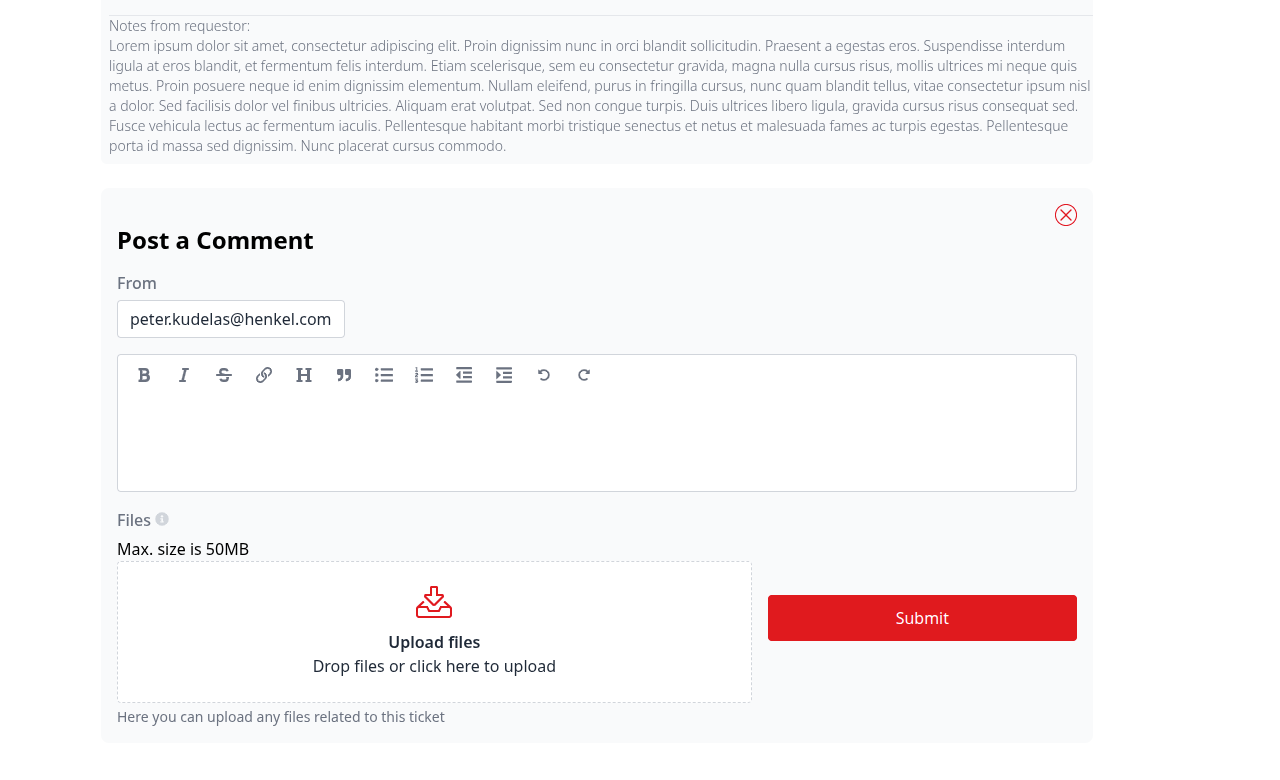 Notes from requestor:
Lorem ipsum dolor sit amet, consectetur adipiscing elit. Proin dignissim nunc in orci blandit sollicitudin. Praesent a egestas eros. Suspendisse interdum
ligula at eros blandit, et fermentum felis interdum. Etiam scelerisque, sem eu consectetur gravida, magna nulla cursus risus, mollis ultrices mi neque quis
metus. Proin posuere neque id enim dignissim elementum. Nullam eleifend, purus in fringilla cursus, nunc quam blandit tellus, vitae consectetur ipsum nisl
a dolor. Sed facilisis dolor vel finibus ultricies. Aliquam erat volutpat. Sed non congue turpis. Duis ultrices libero ligula, gravida cursus risus consequat sed.
Fusce vehicula lectus ac fermentum iaculis. Pellentesque habitant morbi tristique senectus et netus et malesuada fames ac turpis egestas. Pellentesque
porta id massa sed dignissim. Nunc placerat cursus commodo.
Post a Comment
From
peter.kudelas@henkel.com
Files
Max. size is 50MB
Upload files
Drop files or click here to upload
Submit
Here you can upload any files related to this ticket